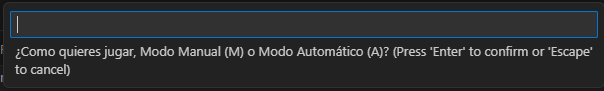 ¿Como quieres jugar, Modo Manual (M) o Modo Automático (A)? (Press 'Enter' to confirm or 'Escape'
to cancel)